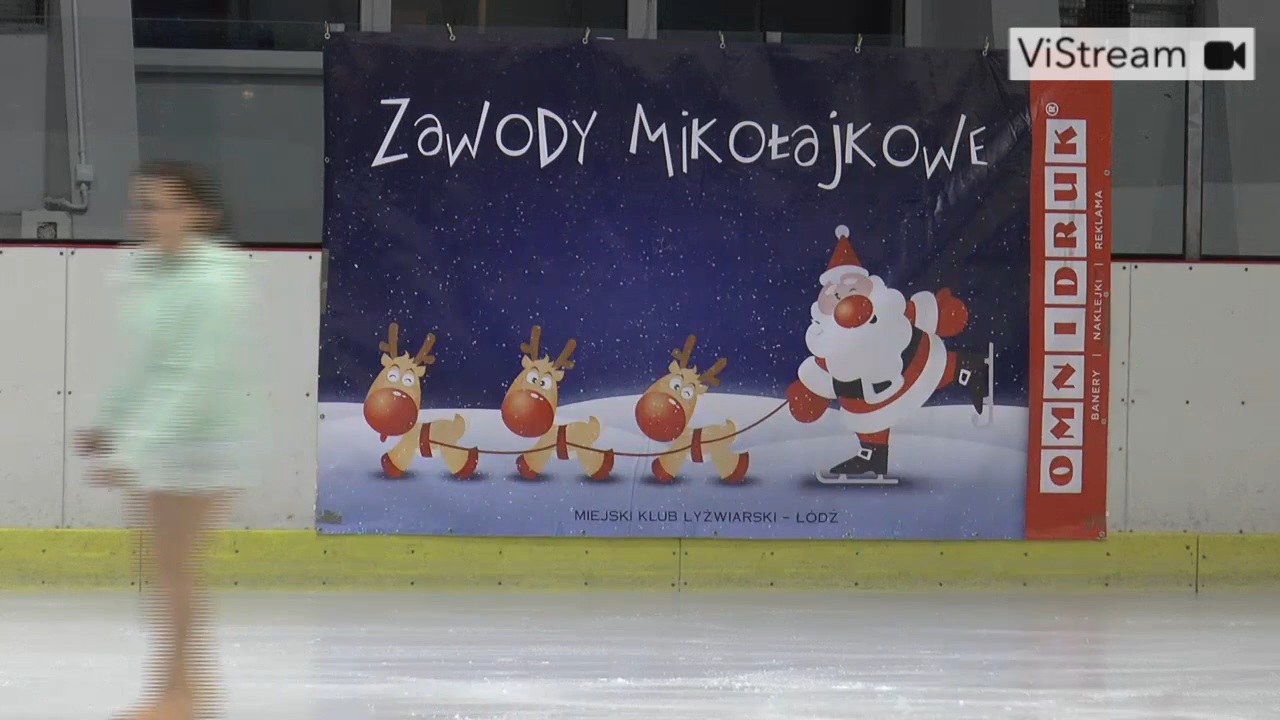 ViStream
ZAWODY MIKOŁAJKOWE
OMNIDRUK®
BANERY | NAKLEJKI | REKLAMA
MIEJSKI KLUB ŁYŻWIARSKI - ŁÓDŹ